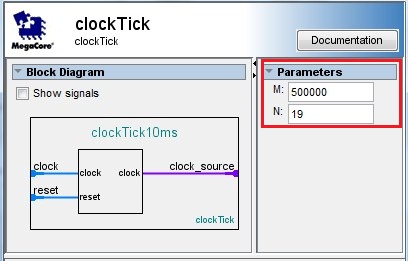 clockTick
clockTick
MegaCore®
Documentation
Block Diagram
Show signals
clockTick10ms
clock
clock
clock
clock_source
reset
reset
clockTick
Parameters
M: 500000
N: 19